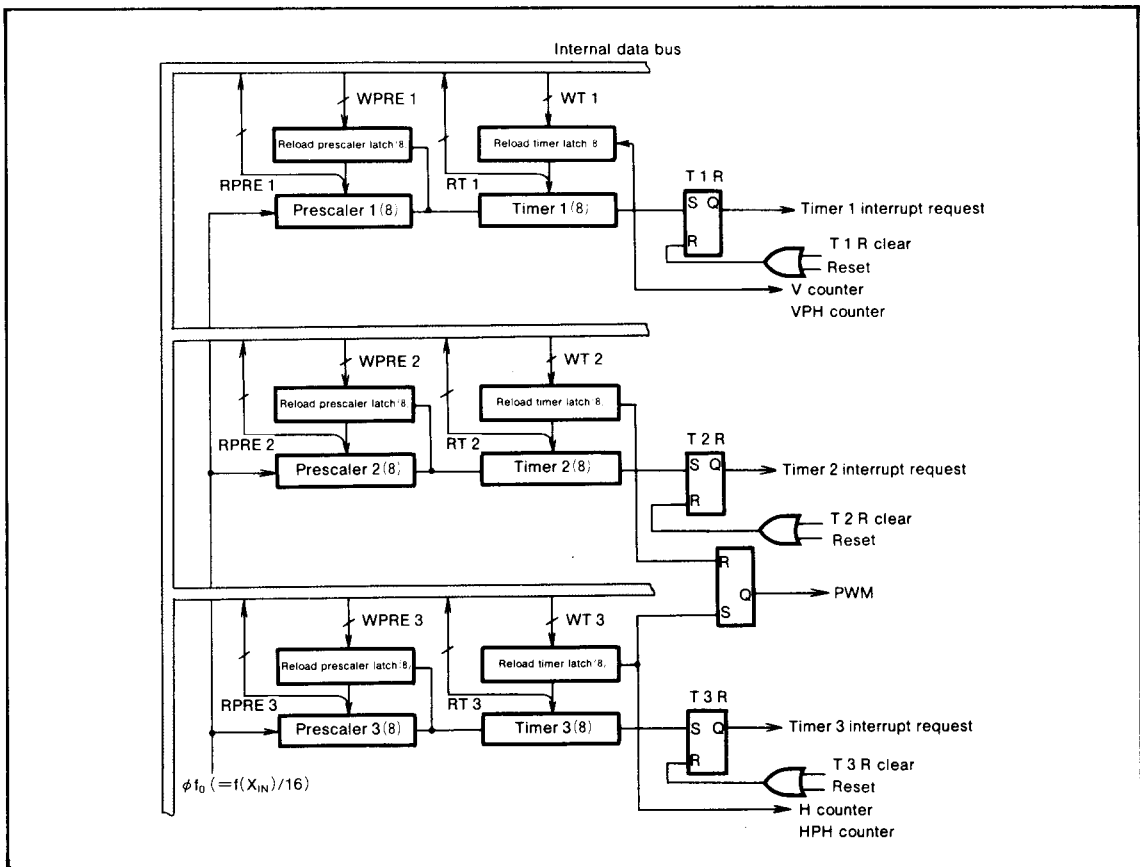 Internal data bus
WPRE 1
WT 1
Reload prescaler latch (8)
Reload timer latch 8
RPRE 1
RT 1
T 1 R
Prescaler 1 (8)
Timer 1 (8)
S Q
R
Timer 1 interrupt request
T 1 R clear
Reset
V counter
VPH counter
WPRE 2
WT 2
Reload prescaler latch (8)
Reload timer latch (8)
RPRE 2
RT 2
T 2 R
Prescaler 2 (8)
Timer 2 (8)
S Q
R
Timer 2 interrupt request
T 2 R clear
Reset
R
Q
S
PWM
WPRE 3
WT 3
Reload prescaler latch (8)
Reload timer latch (8)
RPRE 3
RT 3
T 3 R
Prescaler 3 (8)
Timer 3 (8)
S Q
R
Timer 3 interrupt request
T 3 R clear
Reset
H counter
HPH counter
φ f₀ (=f(X_IN)/16)